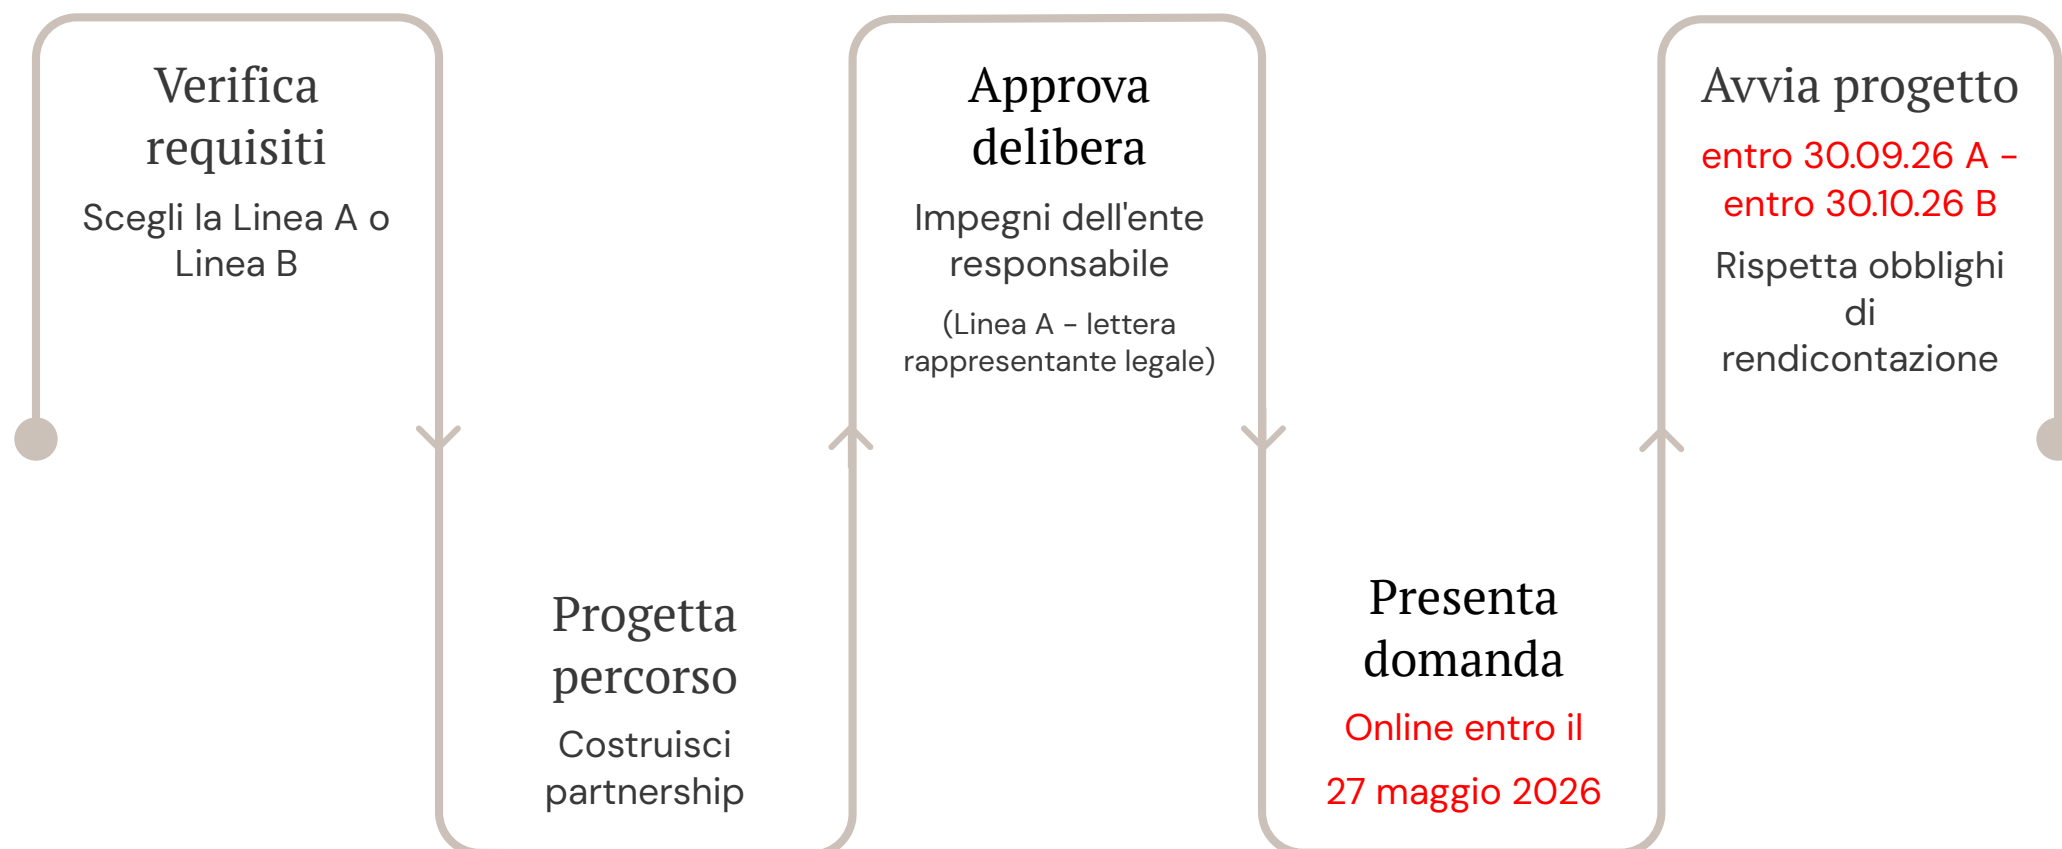 Verifica
requisiti
Scegli la Linea A o
Linea B
Progetta
percorso
Costruisci
partnership
Approva
delibera
Impegni dell'ente
responsabile
(Linea A - lettera
rappresentante legale)
Presenta
domanda
Online entro il
27 maggio 2026
Avvia progetto
entro 30.09.26 A -
entro 30.10.26 B
Rispetta obblighi
di
rendicontazione